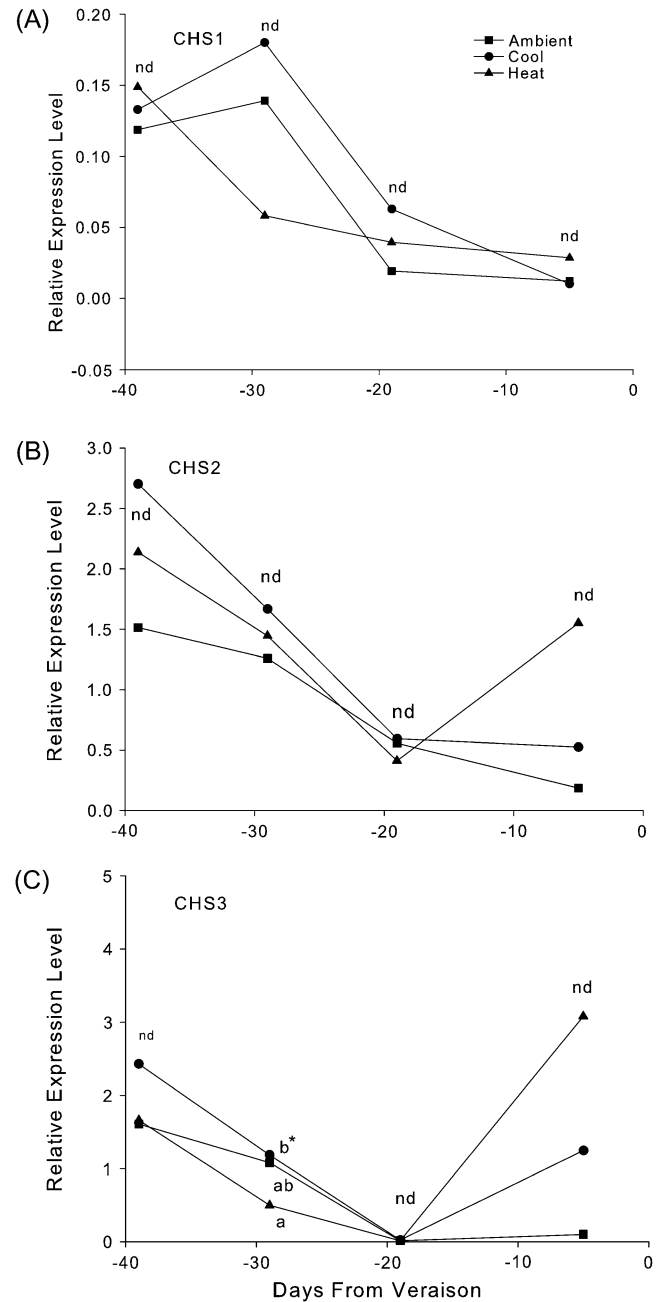 (A)
CHS1
nd
nd
nd
nd
Ambient
Cool
Heat
Relative Expression Level
0.20
0.15
0.10
0.05
0.00
-0.05
-40
-30
-20
-10
0
(B)
CHS2
nd
nd
nd
nd
Relative Expression Level
3.0
2.5
2.0
1.5
1.0
0.5
0.0
-40
-30
-20
-10
0
(C)
CHS3
nd
b*
ab
a
nd
nd
Relative Expression Level
5
4
3
2
1
0
-40
-30
-20
-10
0
Days From Veraison